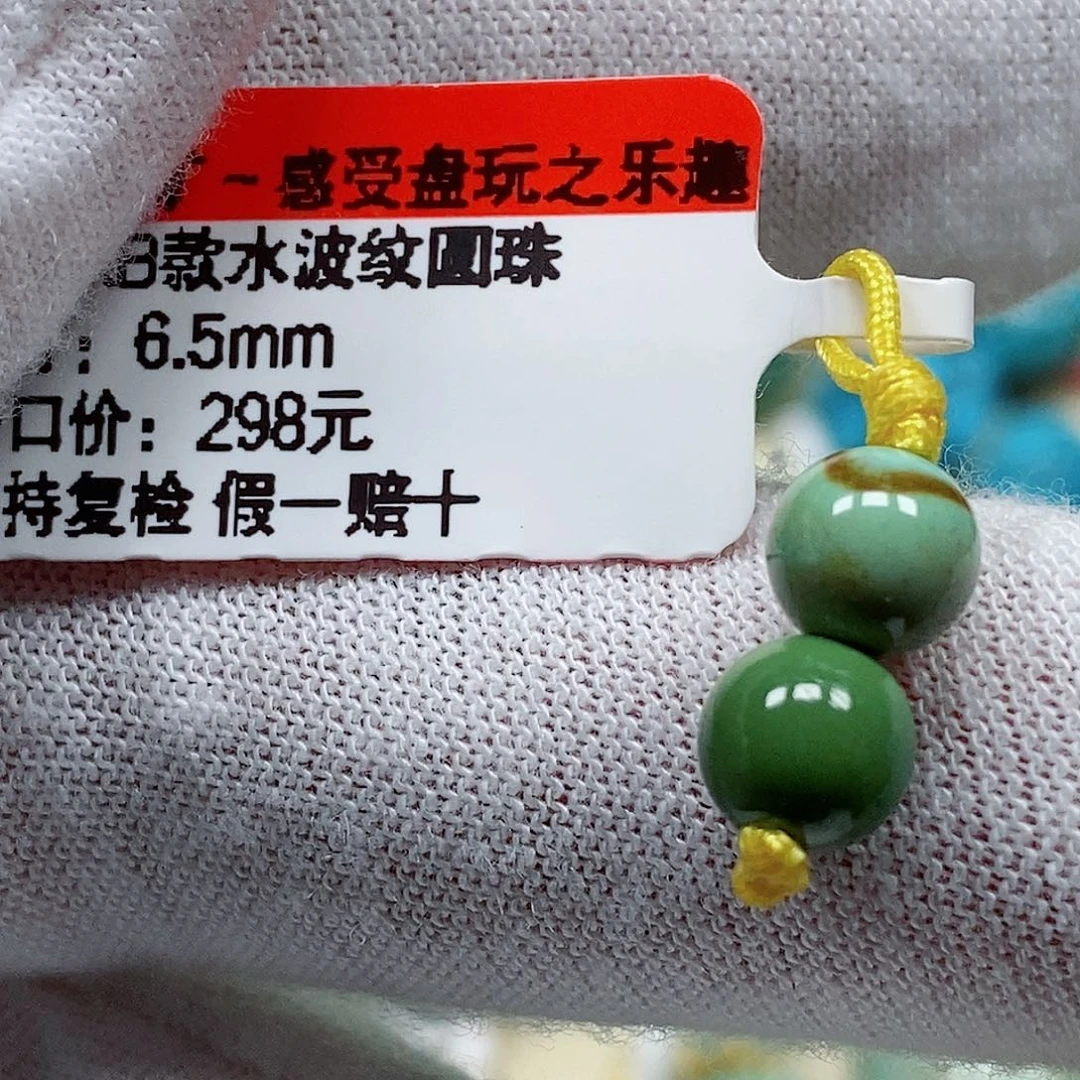 ~感受盘玩之乐趣
B款水波纹圆珠
: 6.5mm
口价: 298元
持复检 假一赔十